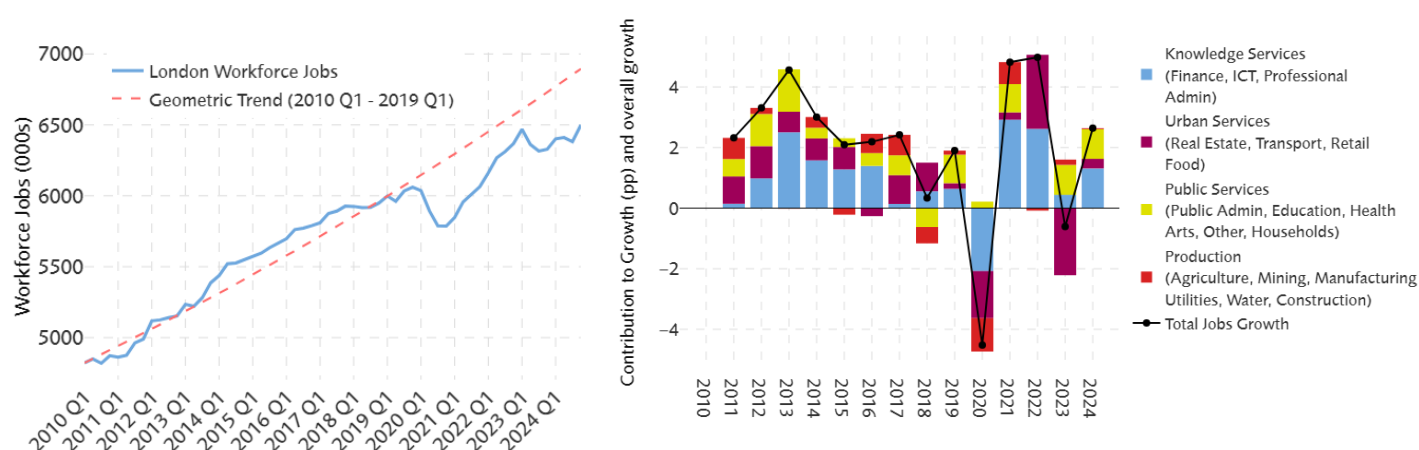 Workforce Jobs (000s)
7000
6500
6000
5500
5000
London Workforce Jobs
Geometric Trend (2010 Q1 - 2019 Q1)
2010 Q1
2011 Q1
2012 Q1
2013 Q1
2014 Q1
2015 Q1
2016 Q1
2017 Q1
2018 Q1
2019 Q1
2020 Q1
2021 Q1
2022 Q1
2023 Q1
2024 Q1
Contribution to Growth (pp) and overall growth
4
2
0
−2
−4
2010
2011
2012
2013
2014
2015
2016
2017
2018
2019
2020
2021
2022
2023
2024
Knowledge Services
(Finance, ICT, Professional
Admin)
Urban Services
(Real Estate, Transport, Retail
Food)
Public Services
(Public Admin, Education, Health
Arts, Other, Households)
Production
(Agriculture, Mining, Manufacturing
Utilities, Water, Construction)
Total Jobs Growth